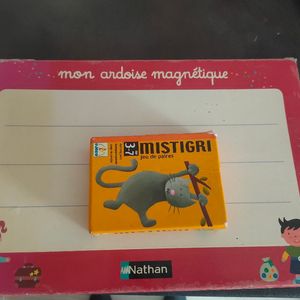 mon ardoise magnétique
3-7
MISTIGRI
jeu de paires
Nathan